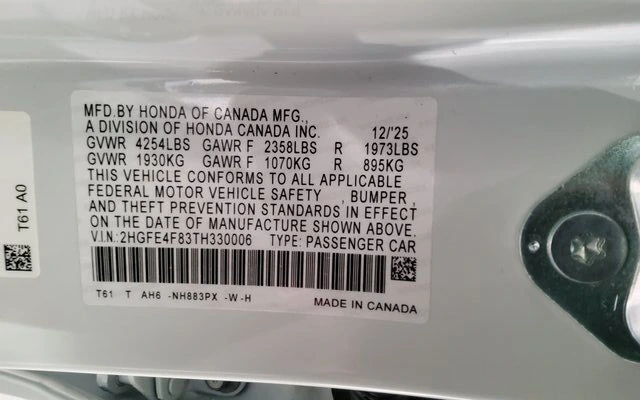 MFD.BY HONDA OF CANADA MFG.,
A DIVISION OF HONDA CANADA INC. 12/'25
GVWR 4254LBS GAWR F 2358LBS R 1973LBS
GVWR 1930KG GAWR F 1070KG R 895KG
THIS VEHICLE CONFORMS TO ALL APPLICABLE
FEDERAL MOTOR VEHICLE SAFETY , BUMPER ,
AND THEFT PREVENTION STANDARDS IN EFFECT
ON THE DATE OF MANUFACTURE SHOWN ABOVE.
V.I.N: 2HGFE4F83TH330006 TYPE: PASSENGER CAR
T61 T AH6 -NH883PX -W-H MADE IN CANADA
T61 A0